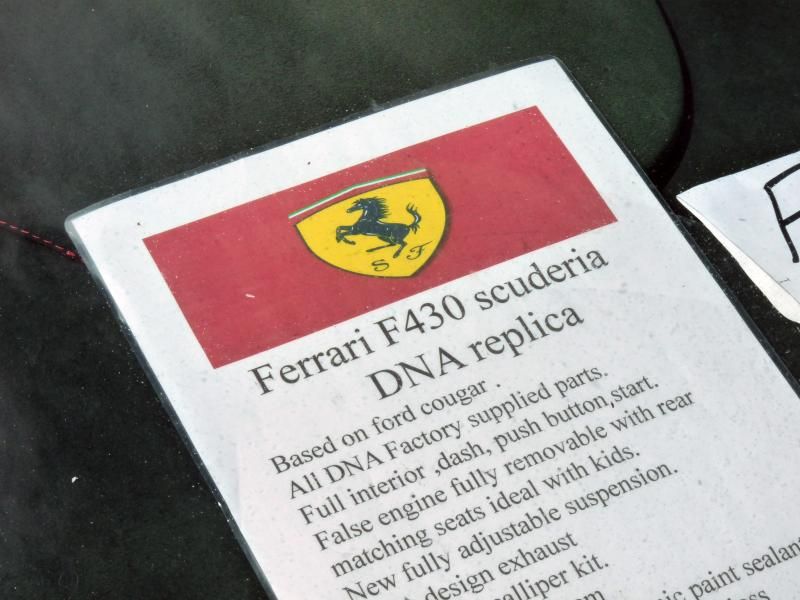 S F
Ferrari F430 scuderia
DNA replica
Based on ford cougar .
All DNA Factory supplied parts.
Full interior ,dash, push button,start.
False engine fully removable with rear
matching seats ideal with kids.
New fully adjustable suspension.
design exhaust
kit.
paint sealant